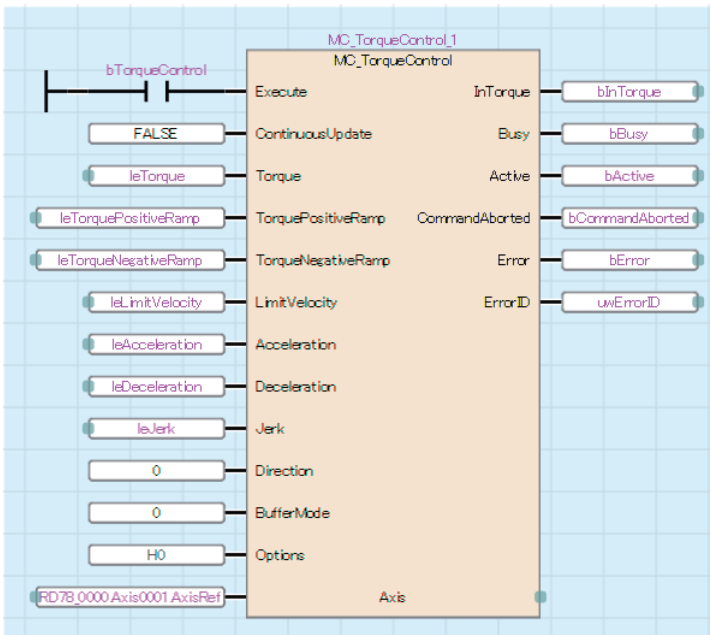 MC_TorqueControl_1
MC_TorqueControl
bTorqueControl
Execute InTorque bInTorque
FALSE ContinuousUpdate Busy bBusy
leTorque Torque Active bActive
leTorquePositiveRamp TorquePositiveRamp CommandAborted bCommandAborted
leTorqueNegativeRamp TorqueNegativeRamp Error bError
leLimitVelocity LimitVelocity ErrorID uwErrorID
leAcceleration Acceleration
leDeceleration Deceleration
leJerk Jerk
0 Direction
0 BufferMode
H0 Options
RD78_0000.Axis0001.AxisRef Axis